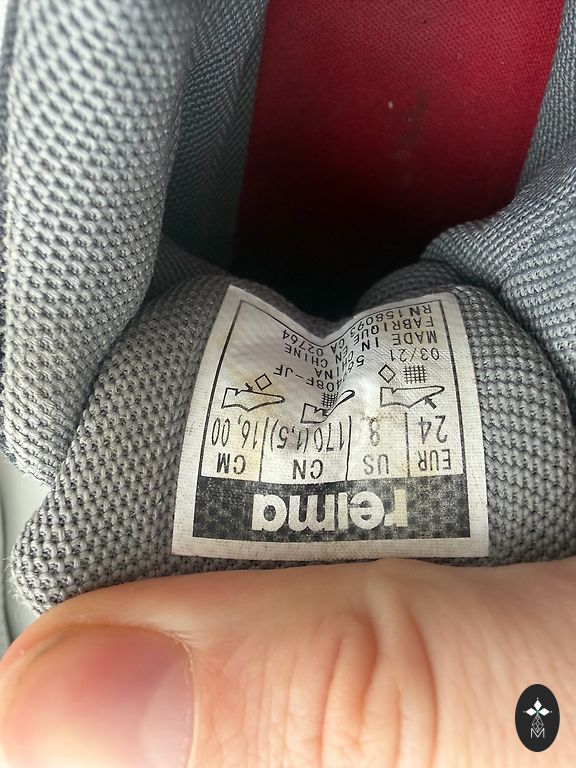 reima
EUR US CN CM
24 8 170(1,5) 16,00
03/21
MADE IN CHINA
FABRIQUÉ EN CHINE
RN 158093 CA 02764